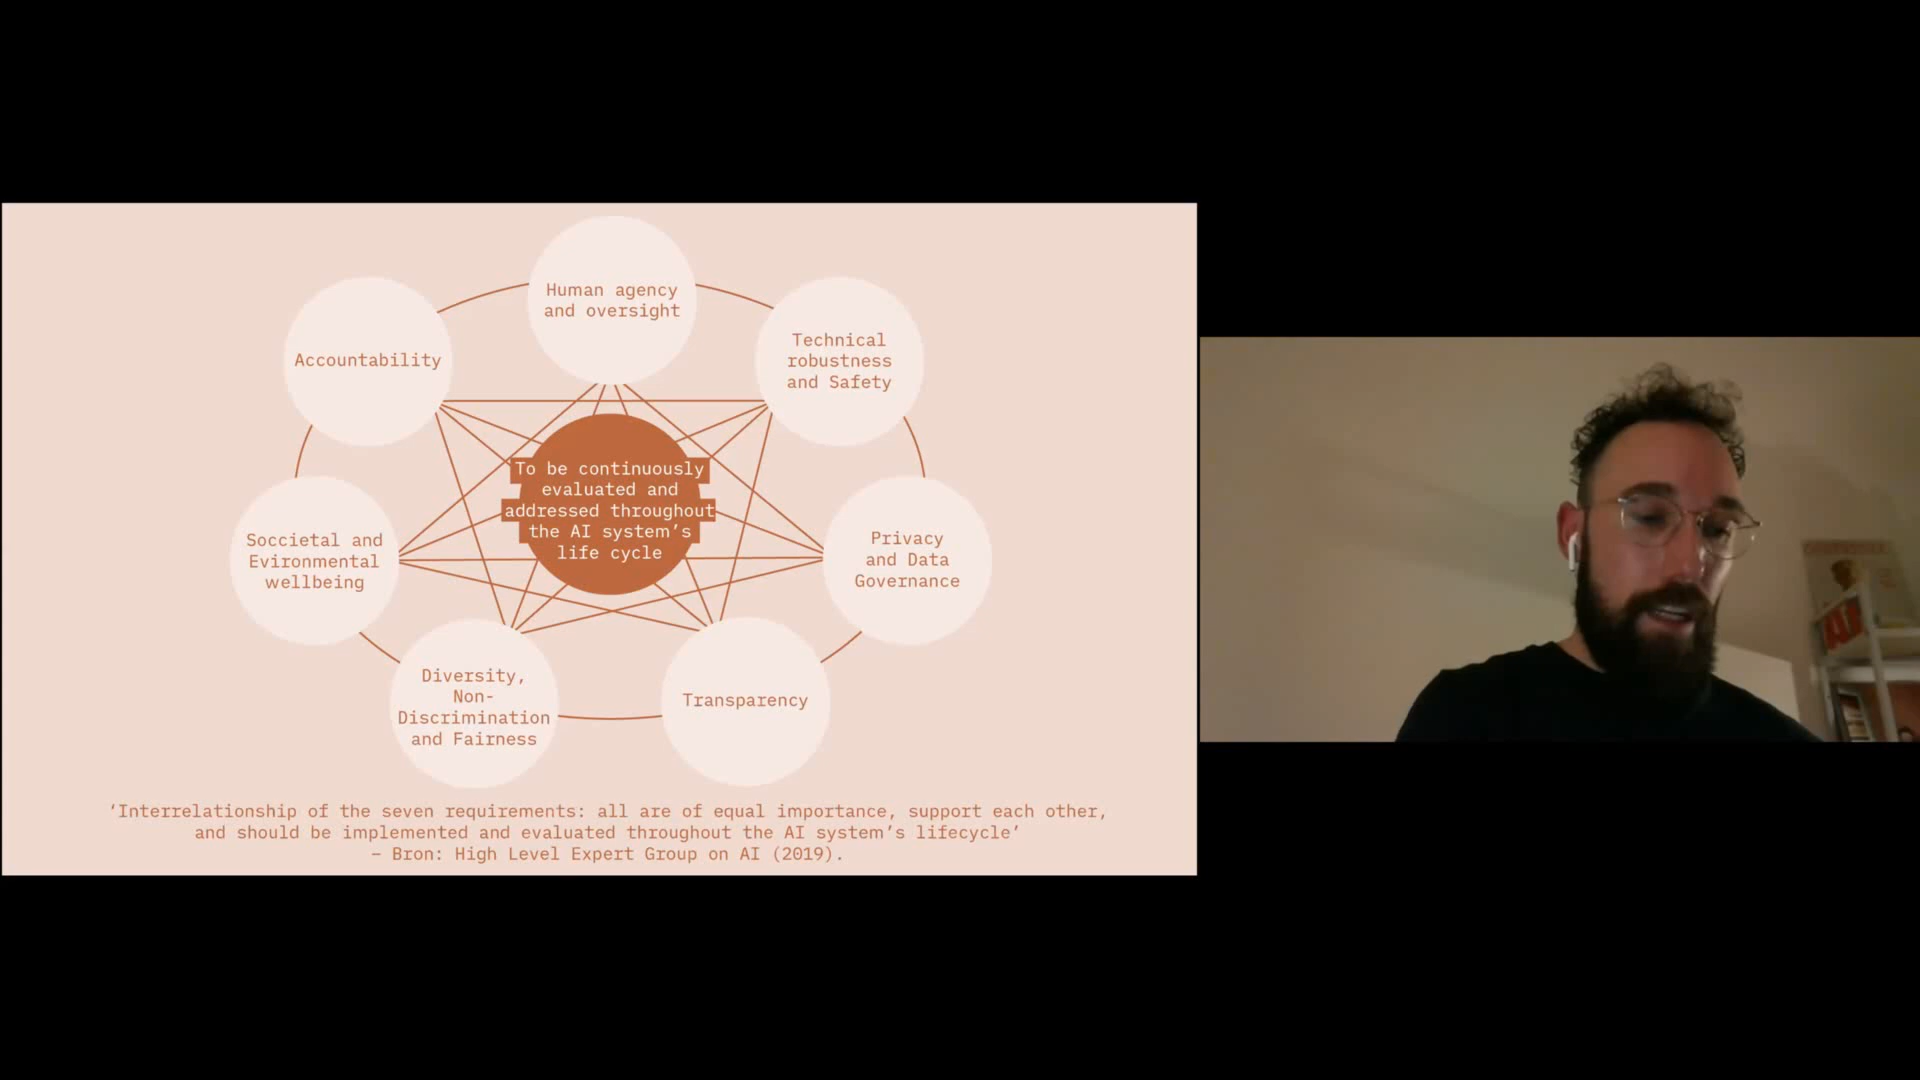 Human agency
and oversight
Technical
robustness
and Safety
Accountability
To be continuously
evaluated and
addressed throughout
the AI system’s
life cycle
Privacy
and Data
Governance
Soccietal and
Evironmental
wellbeing
Diversity,
Non-
Discrimination
and Fairness
Transparency
‘Interrelationship of the seven requirements: all are of equal importance, support each other,
and should be implemented and evaluated throughout the AI system’s lifecycle’
– Bron: High Level Expert Group on AI (2019).